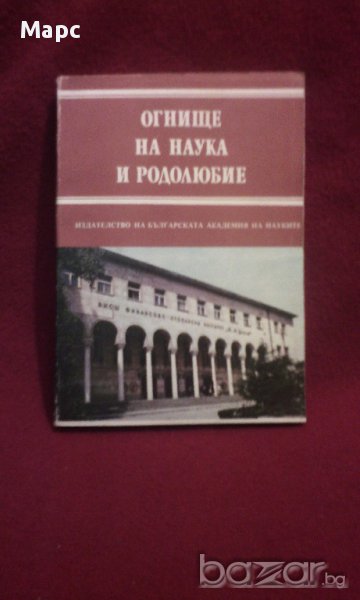 Марс
ОГНИЩЕ
НА НАУКА
И РОДОЛЮБИЕ
ИЗДАТЕЛСТВО НА БЪЛГАРСКАТА АКАДЕМИЯ НА НАУКИТЕ
bazar.bg